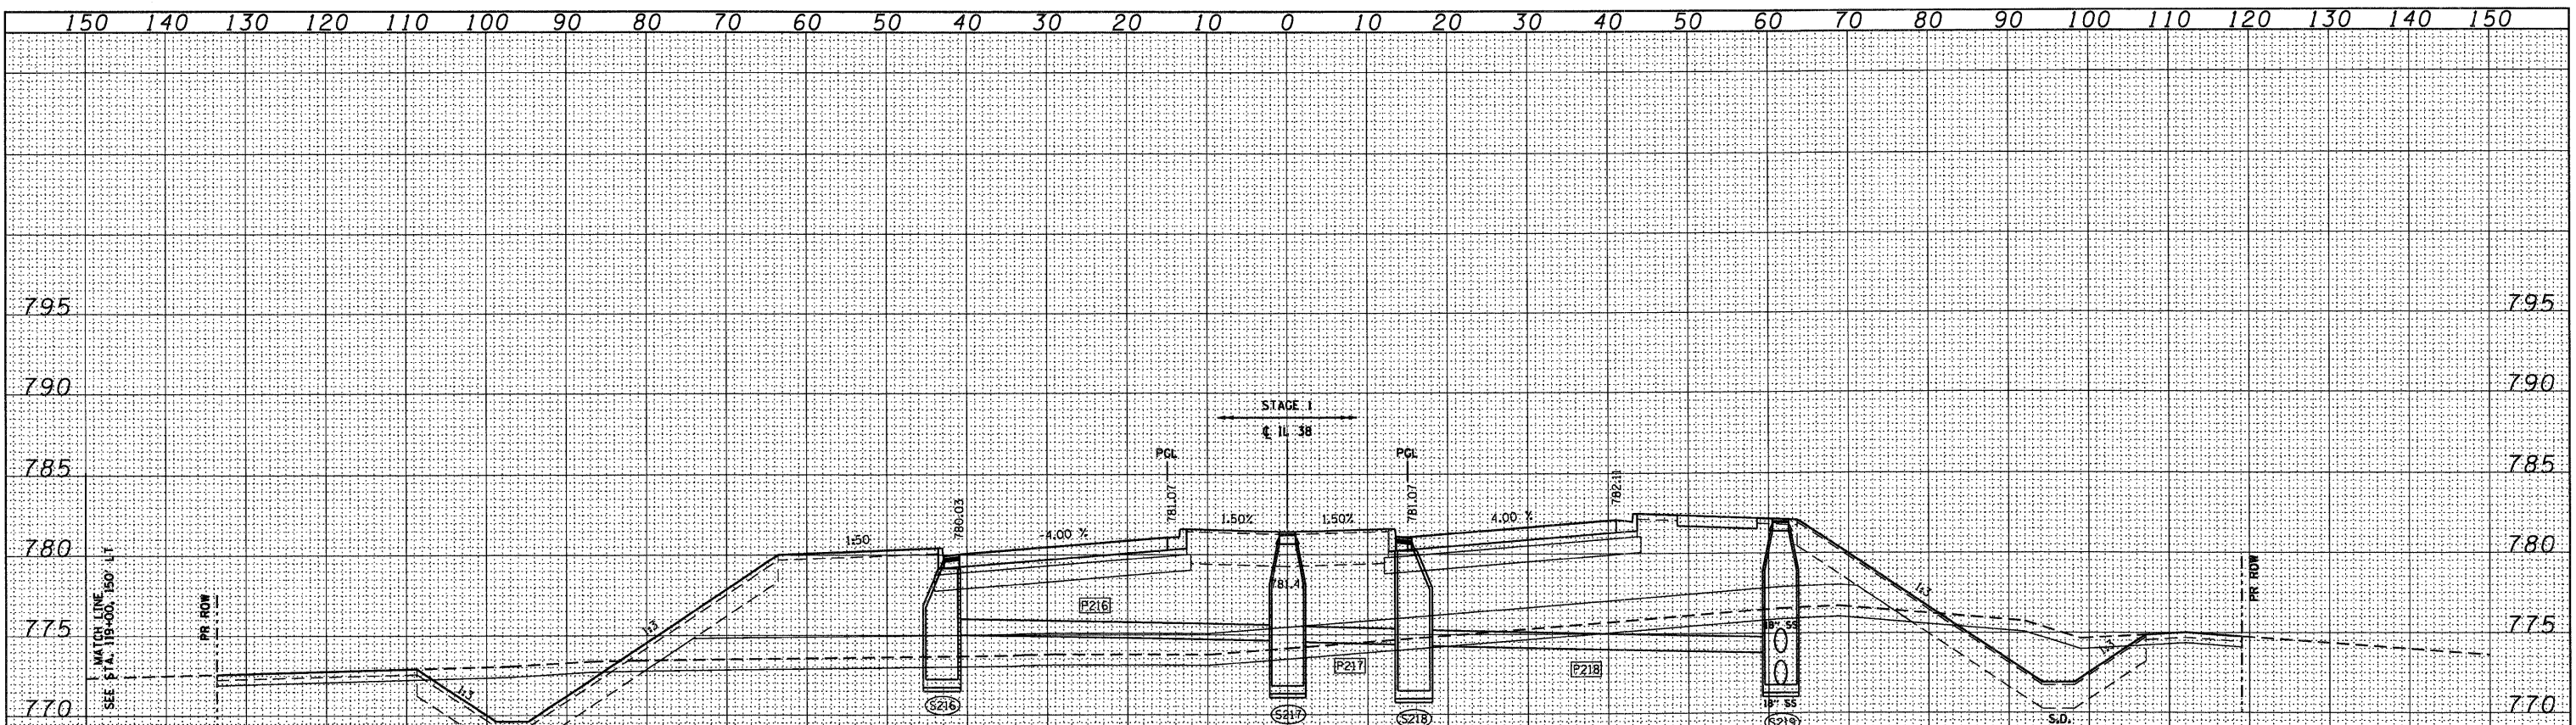 150 140 130 120 110 100 90 80 70 60 50 40 30 20 10 0 10 20 30 40 50 60 70 80 90 100 110 120 130 140 150
795 795
790 790
STAGE 1
℄ IL 38
785 PGL PGL 785
780.03 781.07 781.07 782.11
1:50 -4.00 % 1.50% 1.50% 4.00 %
780 780
MATCH LINE
SEE STA. 119+00, 150' LT
PR ROW
PR ROW
781.4
1:3
P216
1:3
775 18" SS 775
P217 P218
1:3
1:3
770 S216 S217 S218 18" SS S.D. 770
S219